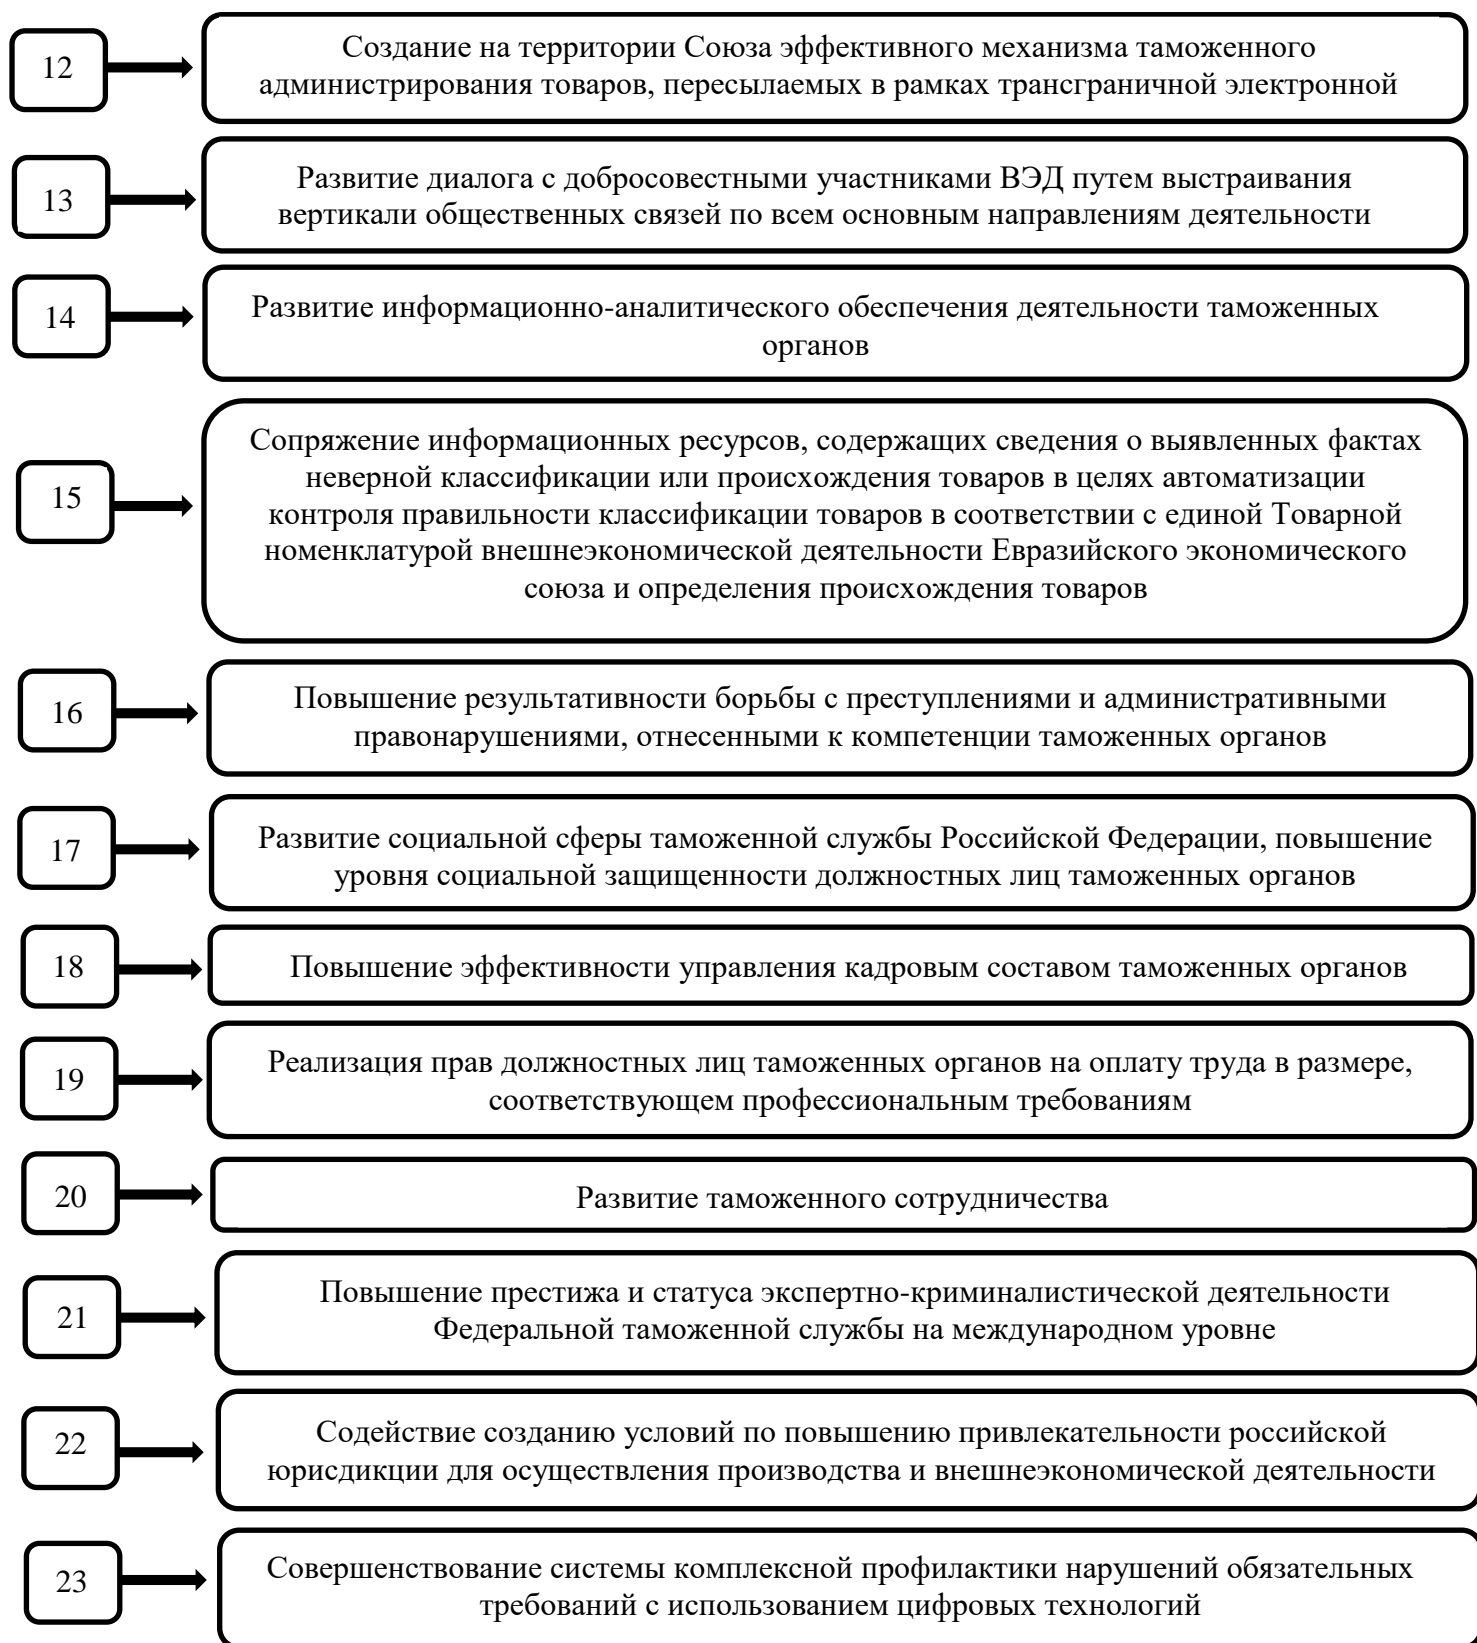 12
Создание на территории Союза эффективного механизма таможенного
администрирования товаров, пересылаемых в рамках трансграничной электронной
13
Развитие диалога с добросовестными участниками ВЭД путем выстраивания
вертикали общественных связей по всем основным направлениям деятельности
14
Развитие информационно-аналитического обеспечения деятельности таможенных
органов
15
Сопряжение информационных ресурсов, содержащих сведения о выявленных фактах
неверной классификации или происхождения товаров в целях автоматизации
контроля правильности классификации товаров в соответствии с единой Товарной
номенклатурой внешнеэкономической деятельности Евразийского экономического
союза и определения происхождения товаров
16
Повышение результативности борьбы с преступлениями и административными
правонарушениями, отнесенными к компетенции таможенных органов
17
Развитие социальной сферы таможенной службы Российской Федерации, повышение
уровня социальной защищенности должностных лиц таможенных органов
18
Повышение эффективности управления кадровым составом таможенных органов
19
Реализация прав должностных лиц таможенных органов на оплату труда в размере,
соответствующем профессиональным требованиям
20
Развитие таможенного сотрудничества
21
Повышение престижа и статуса экспертно-криминалистической деятельности
Федеральной таможенной службы на международном уровне
22
Содействие созданию условий по повышению привлекательности российской
юрисдикции для осуществления производства и внешнеэкономической деятельности
23
Совершенствование системы комплексной профилактики нарушений обязательных
требований с использованием цифровых технологий